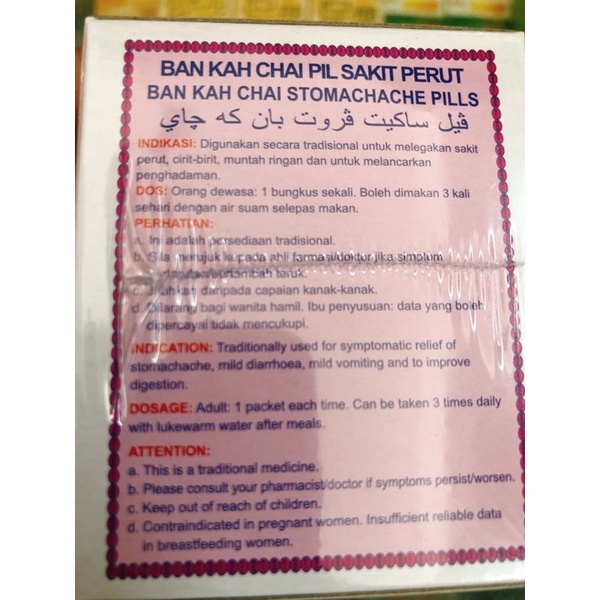 BAN KAH CHAI PIL SAKIT PERUT
BAN KAH CHAI STOMACHACHE PILLS
ڤيل ساكيت ڤروت بان که چاي
INDIKASI: Digunakan secara tradisional untuk melegakan sakit
perut, cirit-birit, muntah ringan dan untuk melancarkan
penghadaman.
DOS: Orang dewasa: 1 bungkus sekali. Boleh dimakan 3 kali
sehari dengan air suam selepas makan.
PERHATIAN:
a. Ini adalah persediaan tradisional.
b. Sila merujuk kepada ahli farmasi/doktor jika simptom
bertambah teruk.
c. Jauhkan daripada capaian kanak-kanak.
d. Dilarang bagi wanita hamil. Ibu penyusuan: data yang boleh
dipercayai tidak mencukupi.
INDICATION: Traditionally used for symptomatic relief of
stomachache, mild diarrhoea, mild vomiting and to improve
digestion.
DOSAGE: Adult: 1 packet each time. Can be taken 3 times daily
with lukewarm water after meals.
ATTENTION:
a. This is a traditional medicine.
b. Please consult your pharmacist/doctor if symptoms persist/worsen.
c. Keep out of reach of children.
d. Contraindicated in pregnant women. Insufficient reliable data
in breastfeeding women.